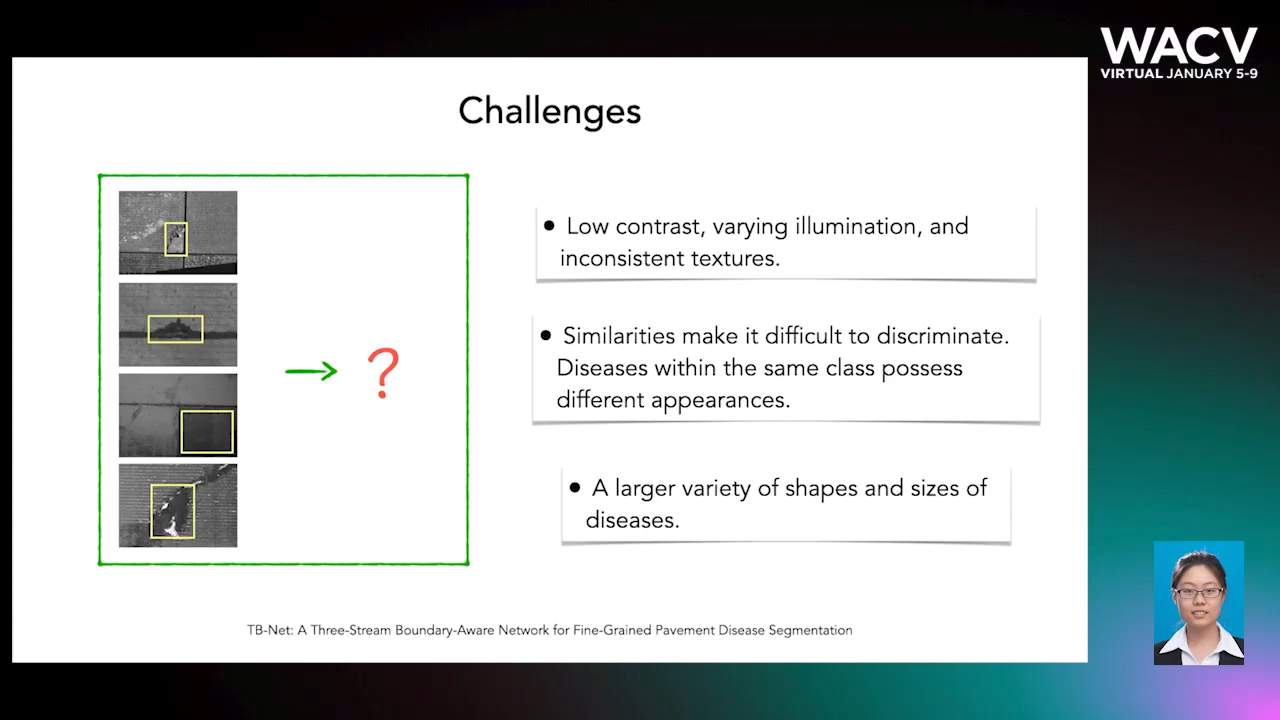 WACV
VIRTUAL JANUARY 5-9
Challenges
• Low contrast, varying illumination, and
inconsistent textures.
• Similarities make it difficult to discriminate.
Diseases within the same class possess
different appearances.
?
• A larger variety of shapes and sizes of
diseases.
TB-Net: A Three-Stream Boundary-Aware Network for Fine-Grained Pavement Disease Segmentation